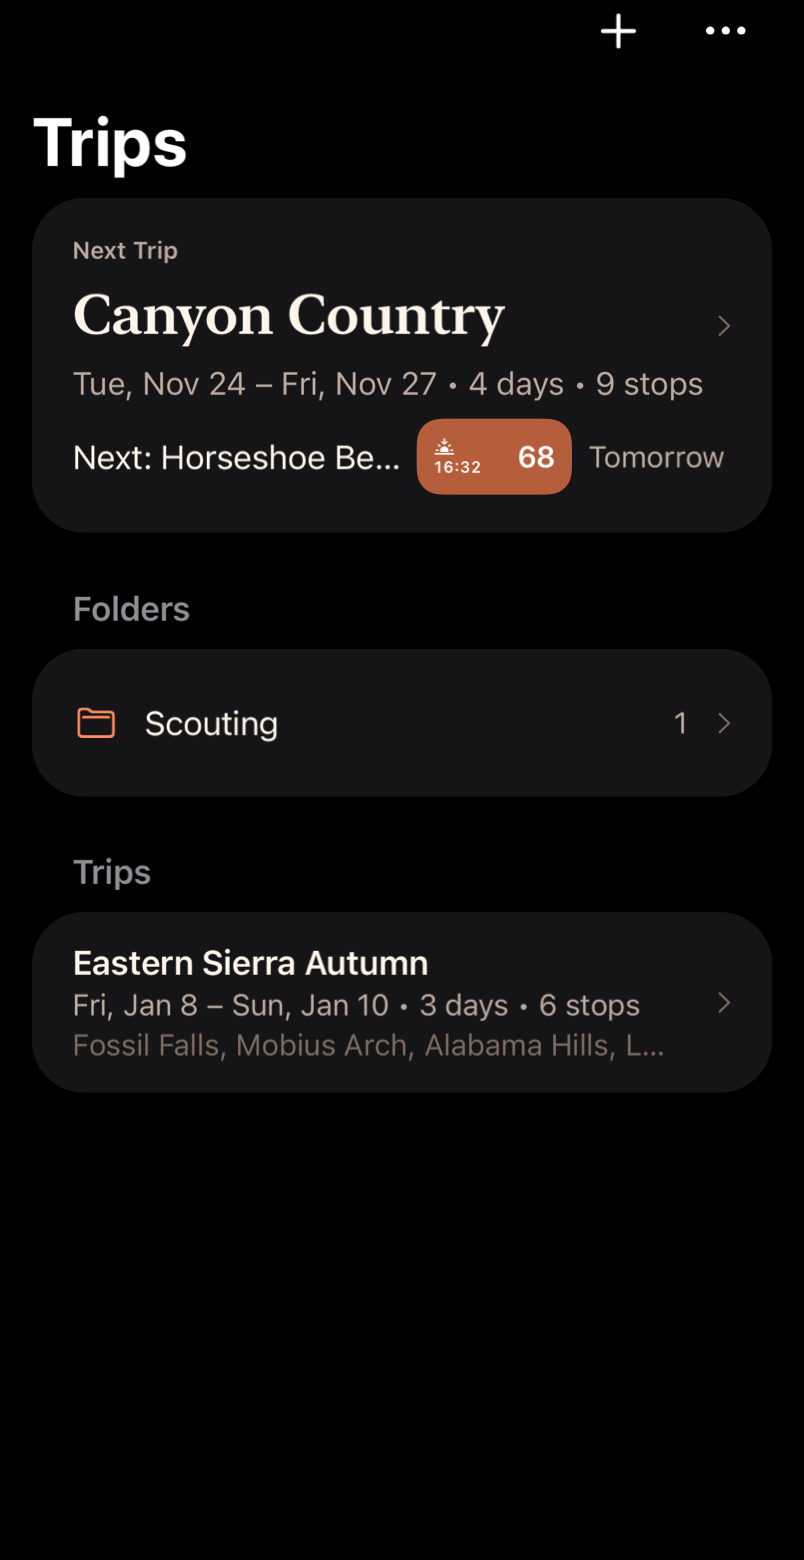 Trips
Next Trip
Canyon Country
Tue, Nov 24 – Fri, Nov 27 • 4 days • 9 stops
Next: Horseshoe Be... 16:32 68 Tomorrow
Folders
Scouting 1
Trips
Eastern Sierra Autumn
Fri, Jan 8 – Sun, Jan 10 • 3 days • 6 stops
Fossil Falls, Mobius Arch, Alabama Hills, L...